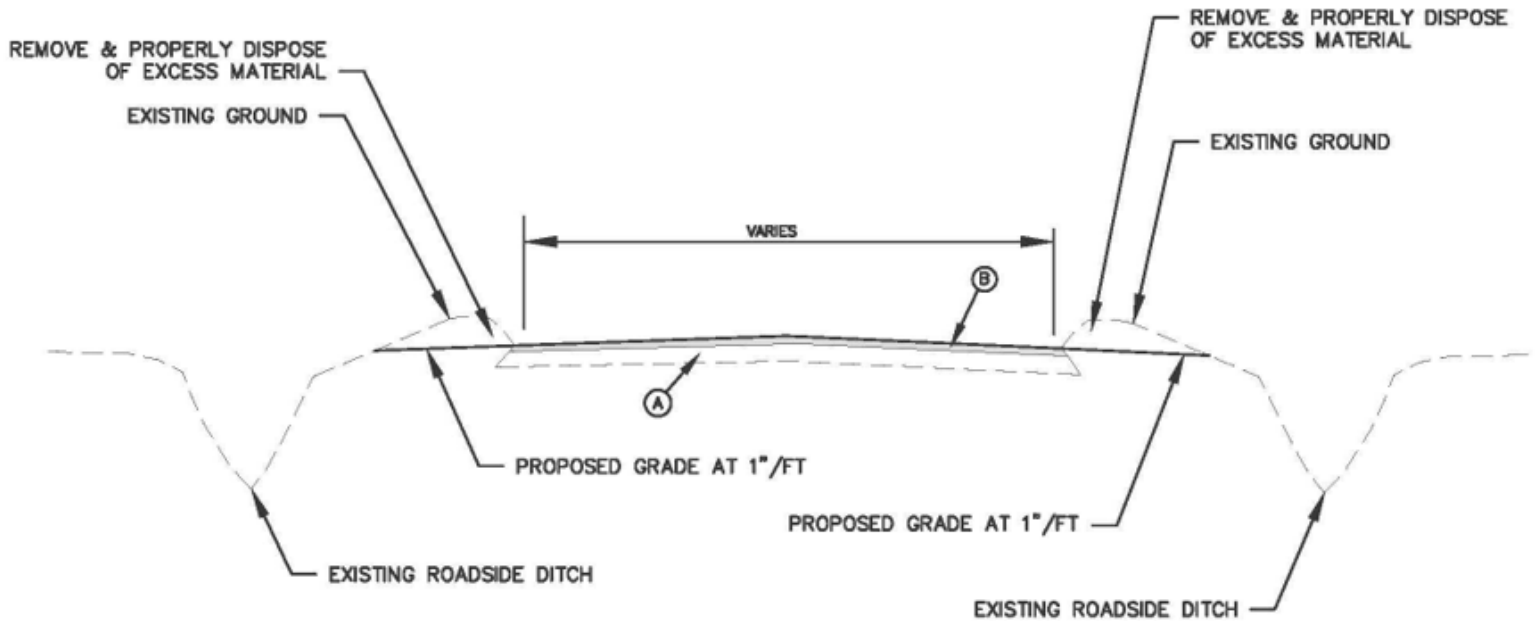 REMOVE & PROPERLY DISPOSE
OF EXCESS MATERIAL
EXISTING GROUND
REMOVE & PROPERLY DISPOSE
OF EXCESS MATERIAL
EXISTING GROUND
VARIES
B
A
PROPOSED GRADE AT 1"/FT
PROPOSED GRADE AT 1"/FT
EXISTING ROADSIDE DITCH
EXISTING ROADSIDE DITCH